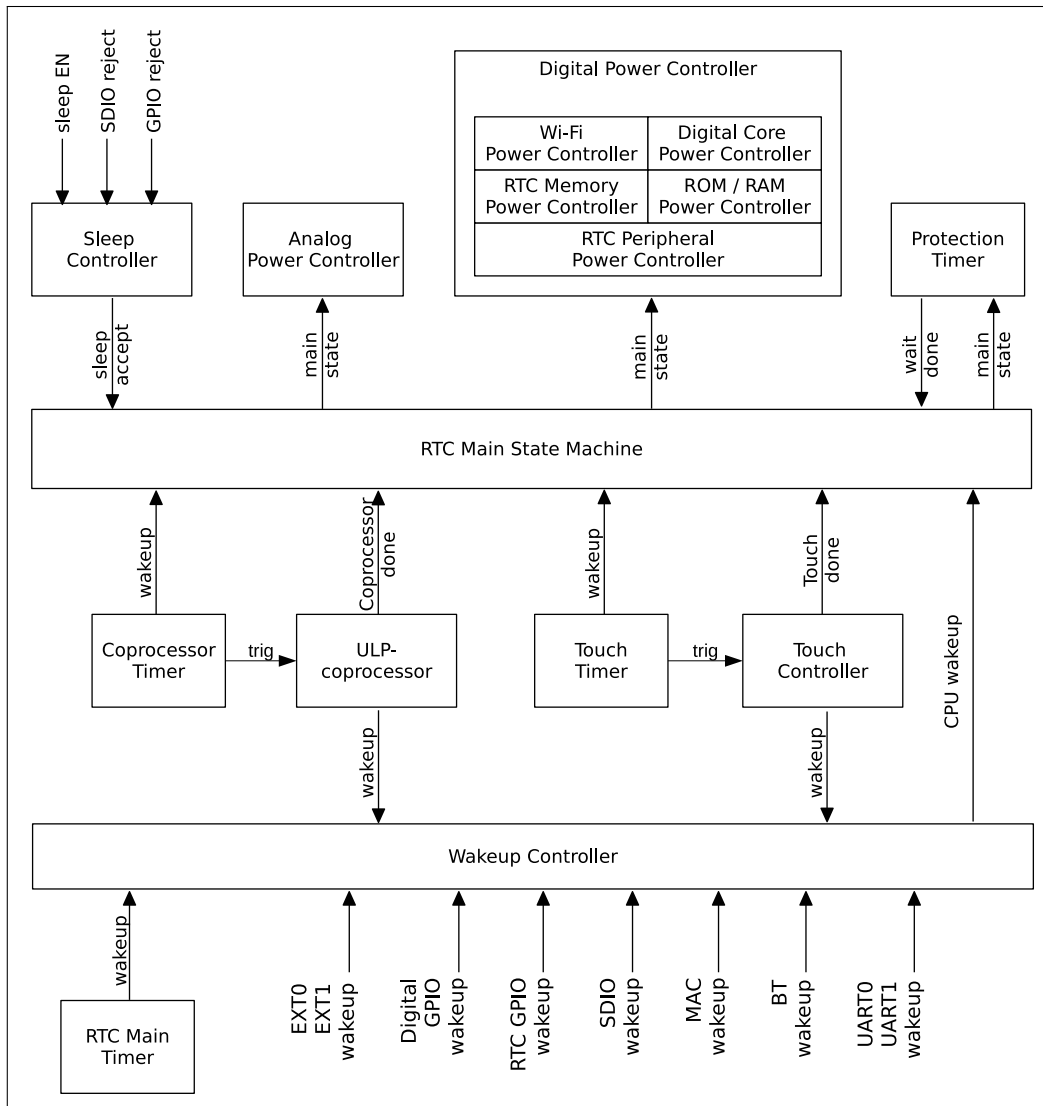 sleep EN
SDIO reject
GPIO reject
Digital Power Controller
Wi-Fi
Power Controller
Digital Core
Power Controller
RTC Memory
Power Controller
ROM / RAM
Power Controller
RTC Peripheral
Power Controller
Sleep
Controller
Analog
Power Controller
Protection
Timer
sleep
accept
main
state
main
state
wait
done
main
state
RTC Main State Machine
wakeup
Coprocessor
done
wakeup
Touch
done
CPU wakeup
Coprocessor
Timer
trig
ULP-
coprocessor
Touch
Timer
trig
Touch
Controller
wakeup
wakeup
Wakeup Controller
wakeup
RTC Main
Timer
EXT0
EXT1
wakeup
Digital
GPIO
wakeup
RTC GPIO
wakeup
SDIO
wakeup
MAC
wakeup
BT
wakeup
UART0
UART1
wakeup